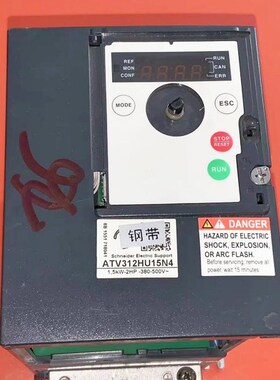 REF
MON
CONF
RUN
CAN
ERR
MODE
ESC
STOP
RESET
RUN
钢带
Schneider Electric Support
ATV312HU15N4
1,5kW-2HP -380-500V~
DANGER
HAZARD OF ELECTRIC
SHOCK, EXPLOSION,
OR ARC FLASH.
Before servicing, remove all
power wait 15 minutes